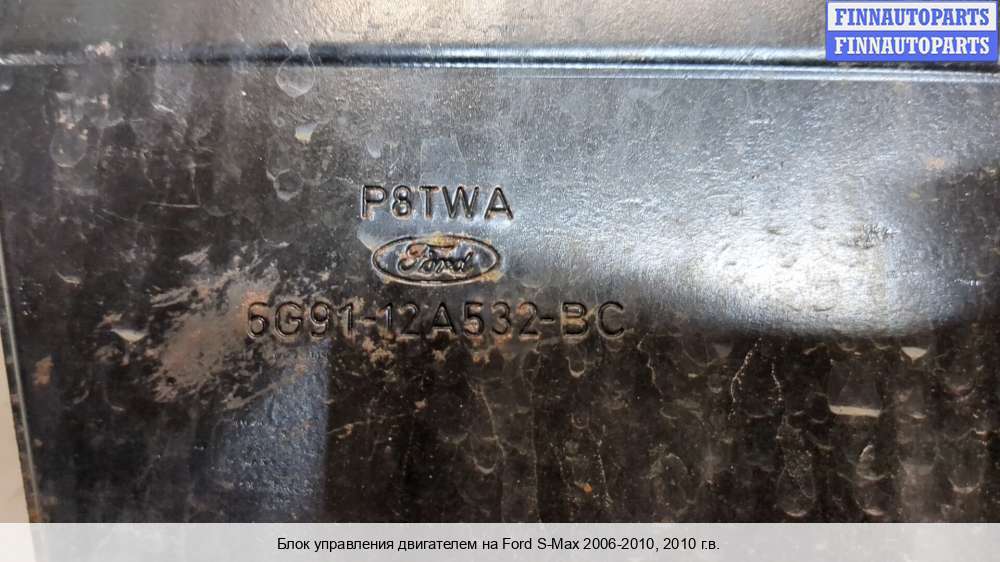 FINNAUTOPARTS
FINNAUTOPARTS
P8TWA
Ford
6G91-12A532-BC
Блок управления двигателем на Ford S-Max 2006-2010, 2010 г.в.